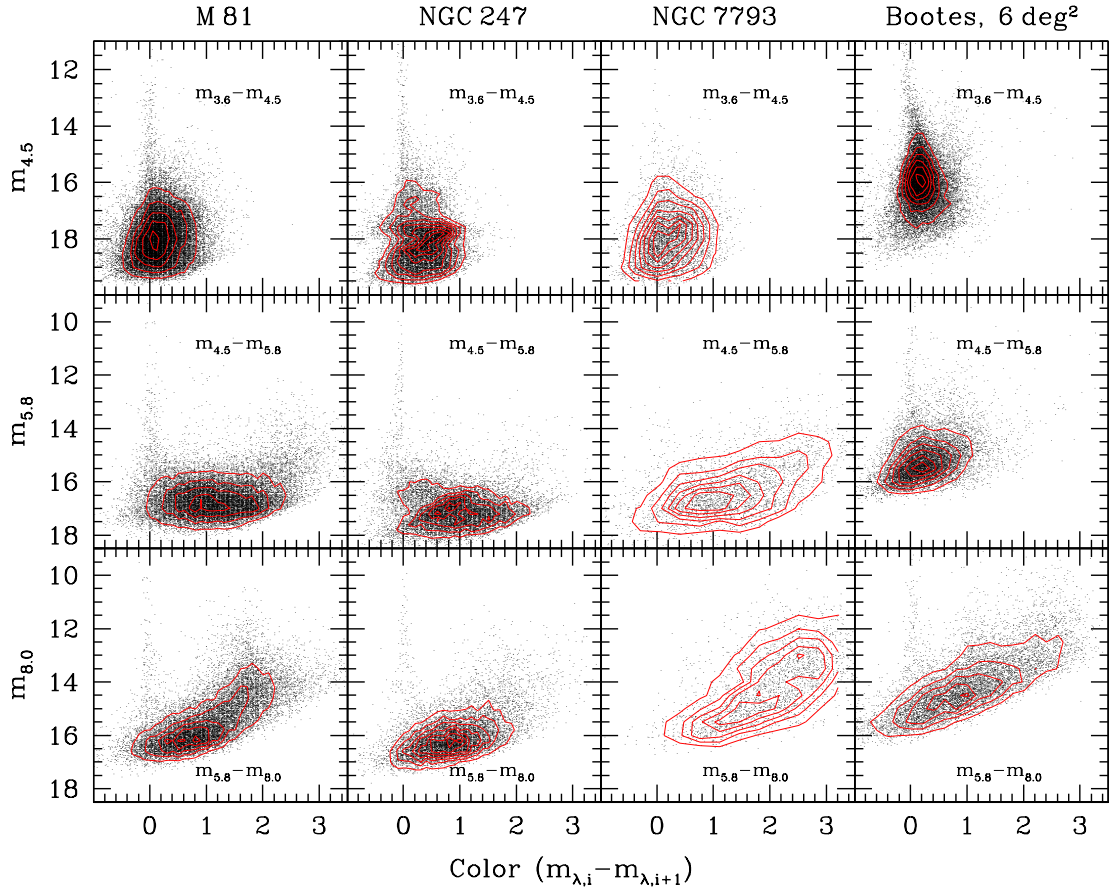 M 81 NGC 247 NGC 7793 Bootes, 6 deg²
12 14 16 18
m₄.₅
m₃.₆−m₄.₅ m₃.₆−m₄.₅ m₃.₆−m₄.₅ m₃.₆−m₄.₅
10 12 14 16 18
m₅.₈
m₄.₅−m₅.₈ m₄.₅−m₅.₈ m₄.₅−m₅.₈ m₄.₅−m₅.₈
10 12 14 16 18
m₈.₀
m₅.₈−m₈.₀ m₅.₈−m₈.₀ m₅.₈−m₈.₀ m₅.₈−m₈.₀
0 1 2 3 0 1 2 3 0 1 2 3 0 1 2 3
Color (m_λ,i−m_λ,i+1)